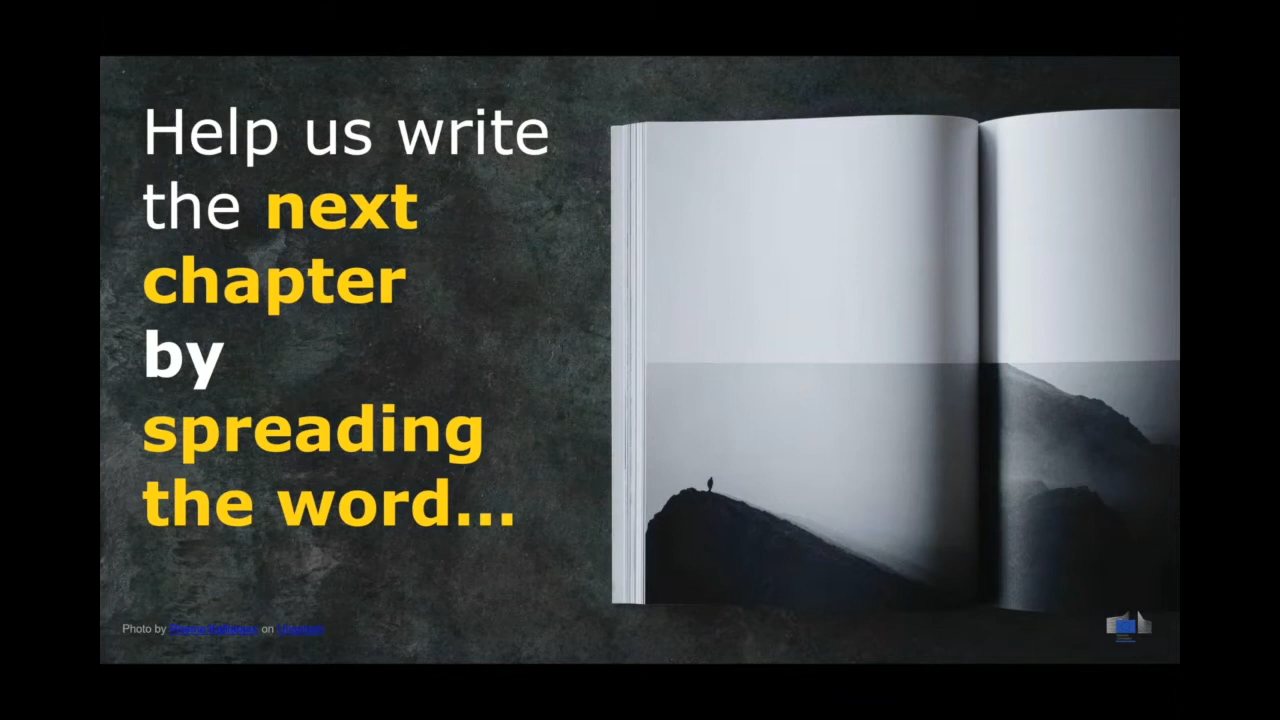 Help us write
the next
chapter
by
spreading
the word...
Photo by on